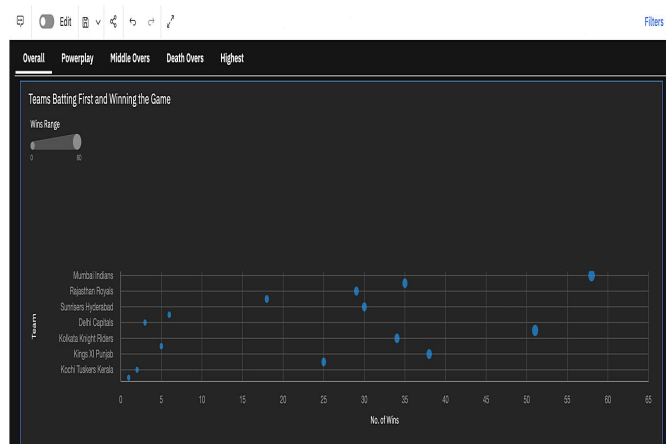 Edit
Filters
Overall Powerplay Middle Overs Death Overs Highest
Teams Batting First and Winning the Game
Wins Range
0 60
Mumbai Indians
Rajasthan Royals
Sunrisers Hyderabad
Delhi Capitals
Kolkata Knight Riders
Kings XI Punjab
Kochi Tuskers Kerala
Team
0 5 10 15 20 25 30 35 40 45 50 55 60 65
No. of Wins